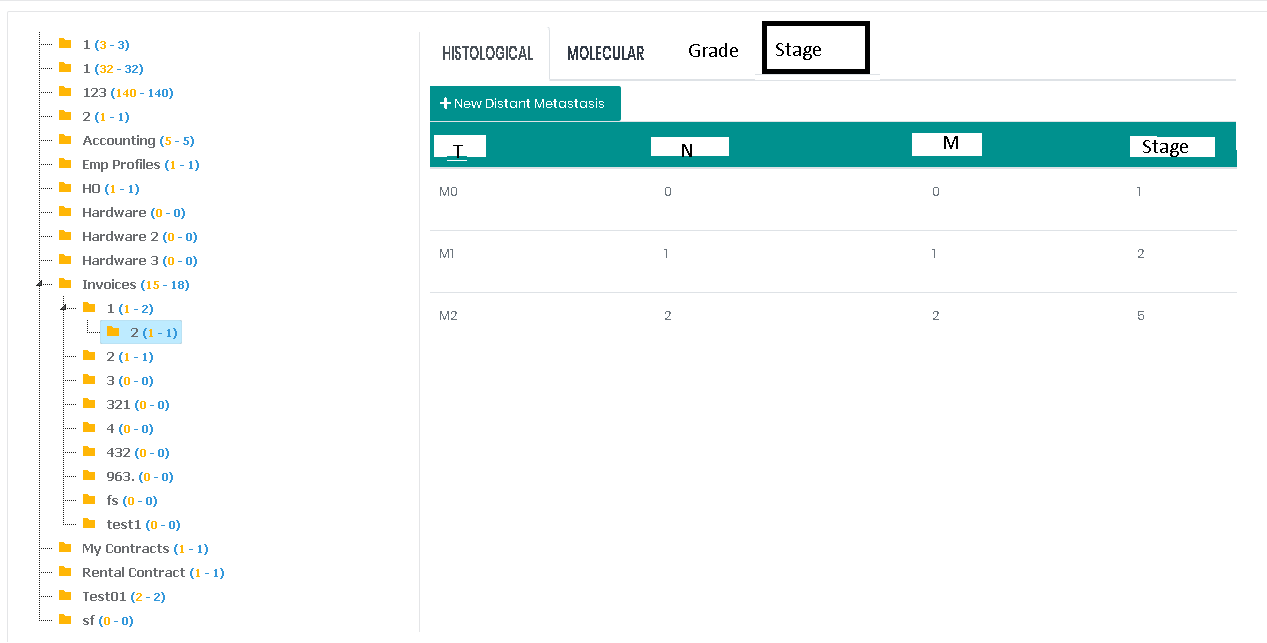 1 (3 - 3)
1 (32 - 32)
123 (140 - 140)
2 (1 - 1)
Accounting (5 - 5)
Emp Profiles (1 - 1)
HO (1 - 1)
Hardware (0 - 0)
Hardware 2 (0 - 0)
Hardware 3 (0 - 0)
Invoices (15 - 18)
1 (1 - 2)
2 (1 - 1)
2 (1 - 1)
3 (0 - 0)
321 (0 - 0)
4 (0 - 0)
432 (0 - 0)
963. (0 - 0)
fs (0 - 0)
test1 (0 - 0)
My Contracts (1 - 1)
Rental Contract (1 - 1)
Test01 (2 - 2)
sf (0 - 0)
HISTOLOGICAL MOLECULAR Grade Stage
+ New Distant Metastasis
T N M Stage
M0 0 0 1
M1 1 1 2
M2 2 2 5